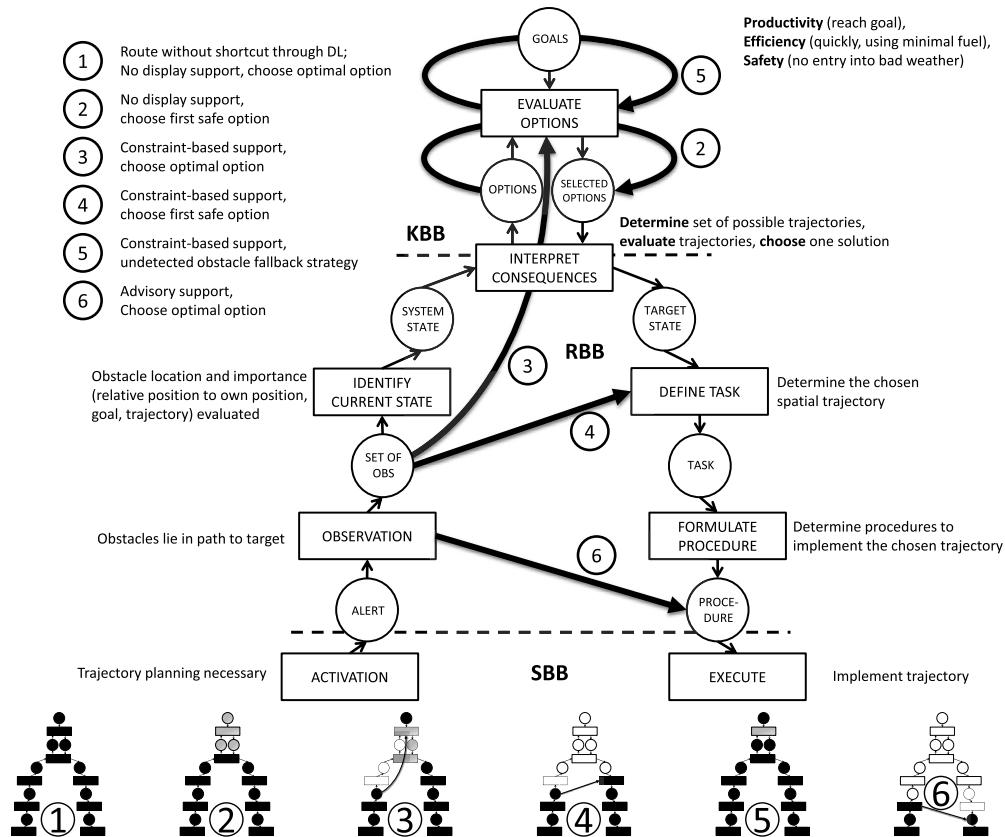 1
Route without shortcut through DL;
No display support, choose optimal option
2
No display support,
choose first safe option
3
Constraint-based support,
choose optimal option
4
Constraint-based support,
choose first safe option
5
Constraint-based support,
undetected obstacle fallback strategy
6
Advisory support,
Choose optimal option
Productivity (reach goal),
Efficiency (quickly, using minimal fuel),
Safety (no entry into bad weather)
GOALS
5
EVALUATE
OPTIONS
2
OPTIONS
SELECTED
OPTIONS
Determine set of possible trajectories,
evaluate trajectories, choose one solution
KBB
INTERPRET
CONSEQUENCES
SYSTEM
STATE
TARGET
STATE
RBB
3
Obstacle location and importance
(relative position to own position,
goal, trajectory) evaluated
IDENTIFY
CURRENT STATE
DEFINE TASK
Determine the chosen
spatial trajectory
4
SET OF
OBS
TASK
Obstacles lie in path to target
OBSERVATION
FORMULATE
PROCEDURE
Determine procedures to
implement the chosen trajectory
6
ALERT
PROCE-
DURE
Trajectory planning necessary
ACTIVATION
SBB
EXECUTE
Implement trajectory
1
2
3
4
5
6